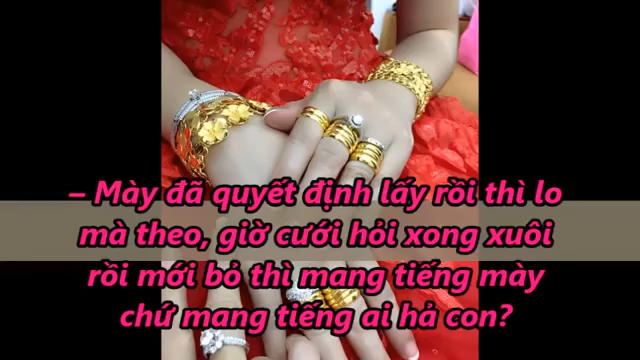 – Mày đã quyết định lấy rồi thì lo
mà theo, giờ cưới hỏi xong xuôi
rồi mới bỏ thì mang tiếng mày
chứ mang tiếng ai hả con?